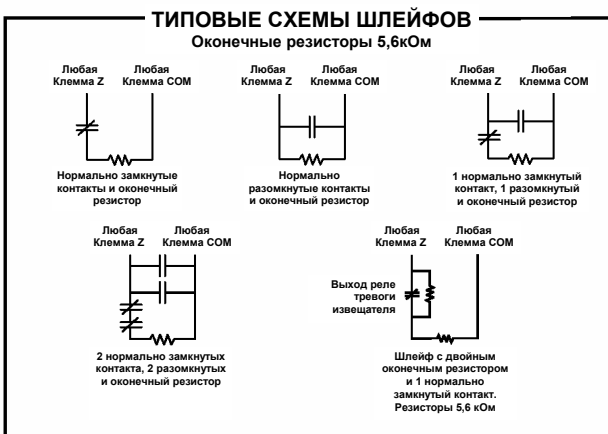 ТИПОВЫЕ СХЕМЫ ШЛЕЙФОВ
Оконечные резисторы 5,6кОм
Любая
Клемма Z
Любая
Клемма COM
Нормально замкнутые
контакты и оконечный
резистор
Любая
Клемма Z
Любая
Клемма COM
Нормально
разомкнутые контакты
и оконечный резистор
Любая
Клемма Z
Любая
Клемма COM
1 нормально замкнутый
контакт, 1 разомкнутый
и оконечный резистор
Любая
Клемма Z
Любая
Клемма COM
2 нормально замкнутых
контакта, 2 разомкнутых
и оконечный резистор
Любая
Клемма Z
Любая
Клемма COM
Выход реле
тревоги
извещателя
Шлейф с двойным
оконечным резистором
и 1 нормально
замкнутый контакт.
Резисторы 5,6 кОм